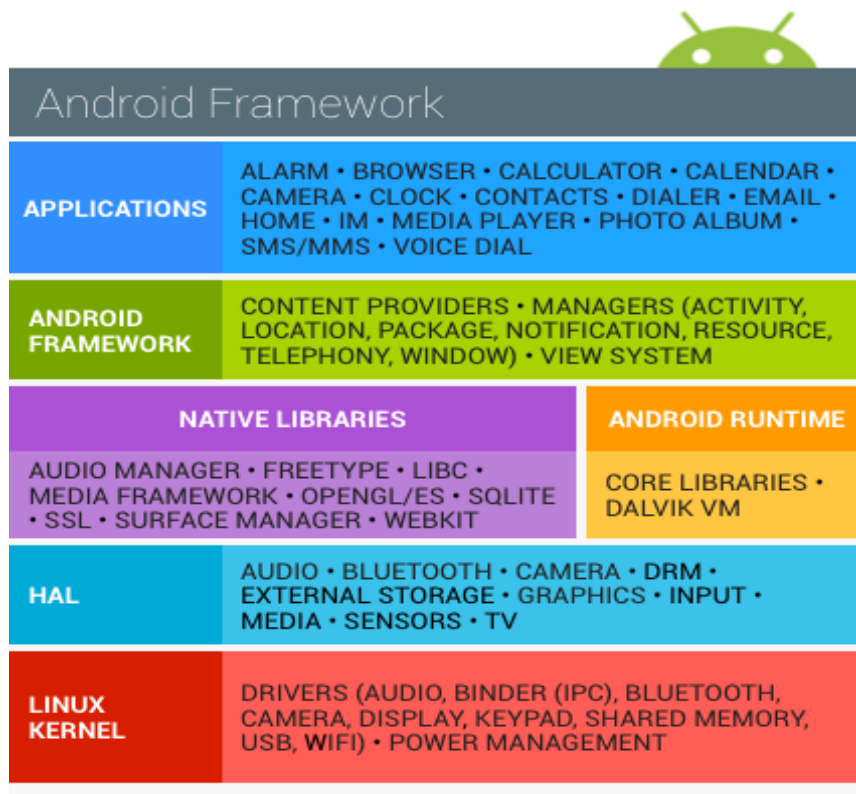 Android Framework
APPLICATIONS
ALARM • BROWSER • CALCULATOR • CALENDAR •
CAMERA • CLOCK • CONTACTS • DIALER • EMAIL •
HOME • IM • MEDIA PLAYER • PHOTO ALBUM •
SMS/MMS • VOICE DIAL
ANDROID
FRAMEWORK
CONTENT PROVIDERS • MANAGERS (ACTIVITY,
LOCATION, PACKAGE, NOTIFICATION, RESOURCE,
TELEPHONY, WINDOW) • VIEW SYSTEM
NATIVE LIBRARIES
AUDIO MANAGER • FREETYPE • LIBC •
MEDIA FRAMEWORK • OPENGL/ES • SQLITE
• SSL • SURFACE MANAGER • WEBKIT
ANDROID RUNTIME
CORE LIBRARIES •
DALVIK VM
HAL
AUDIO • BLUETOOTH • CAMERA • DRM •
EXTERNAL STORAGE • GRAPHICS • INPUT •
MEDIA • SENSORS • TV
LINUX
KERNEL
DRIVERS (AUDIO, BINDER (IPC), BLUETOOTH,
CAMERA, DISPLAY, KEYPAD, SHARED MEMORY,
USB, WIFI) • POWER MANAGEMENT